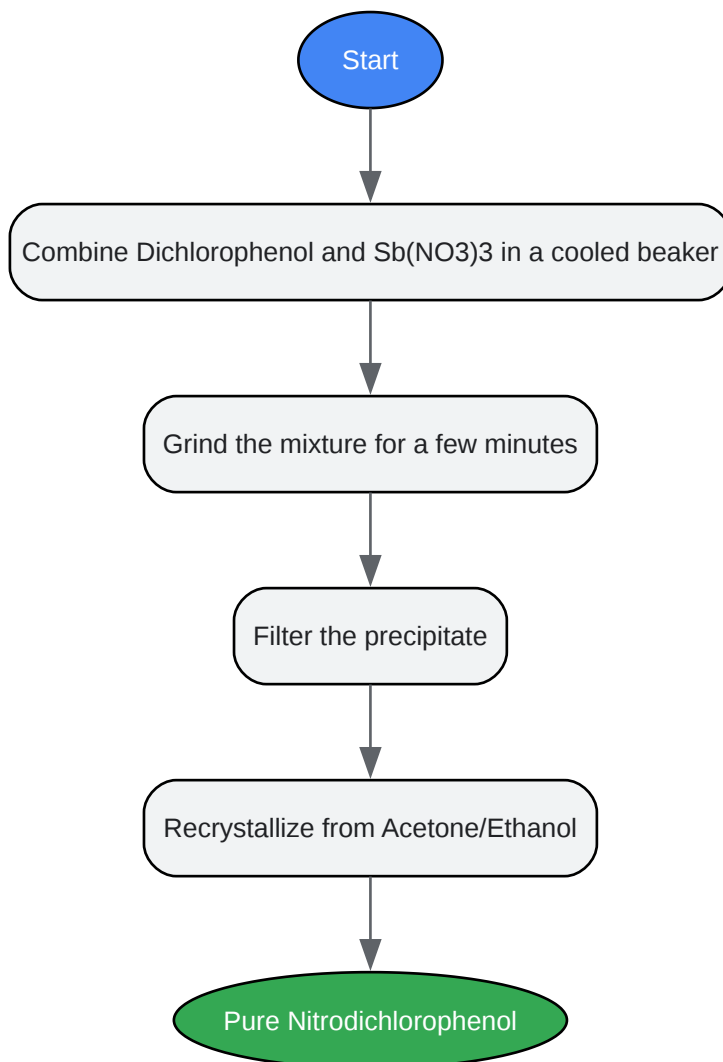 Start
Combine Dichlorophenol and Sb(NO3)3 in a cooled beaker
Grind the mixture for a few minutes
Filter the precipitate
Recrystallize from Acetone/Ethanol
Pure Nitrodichlorophenol